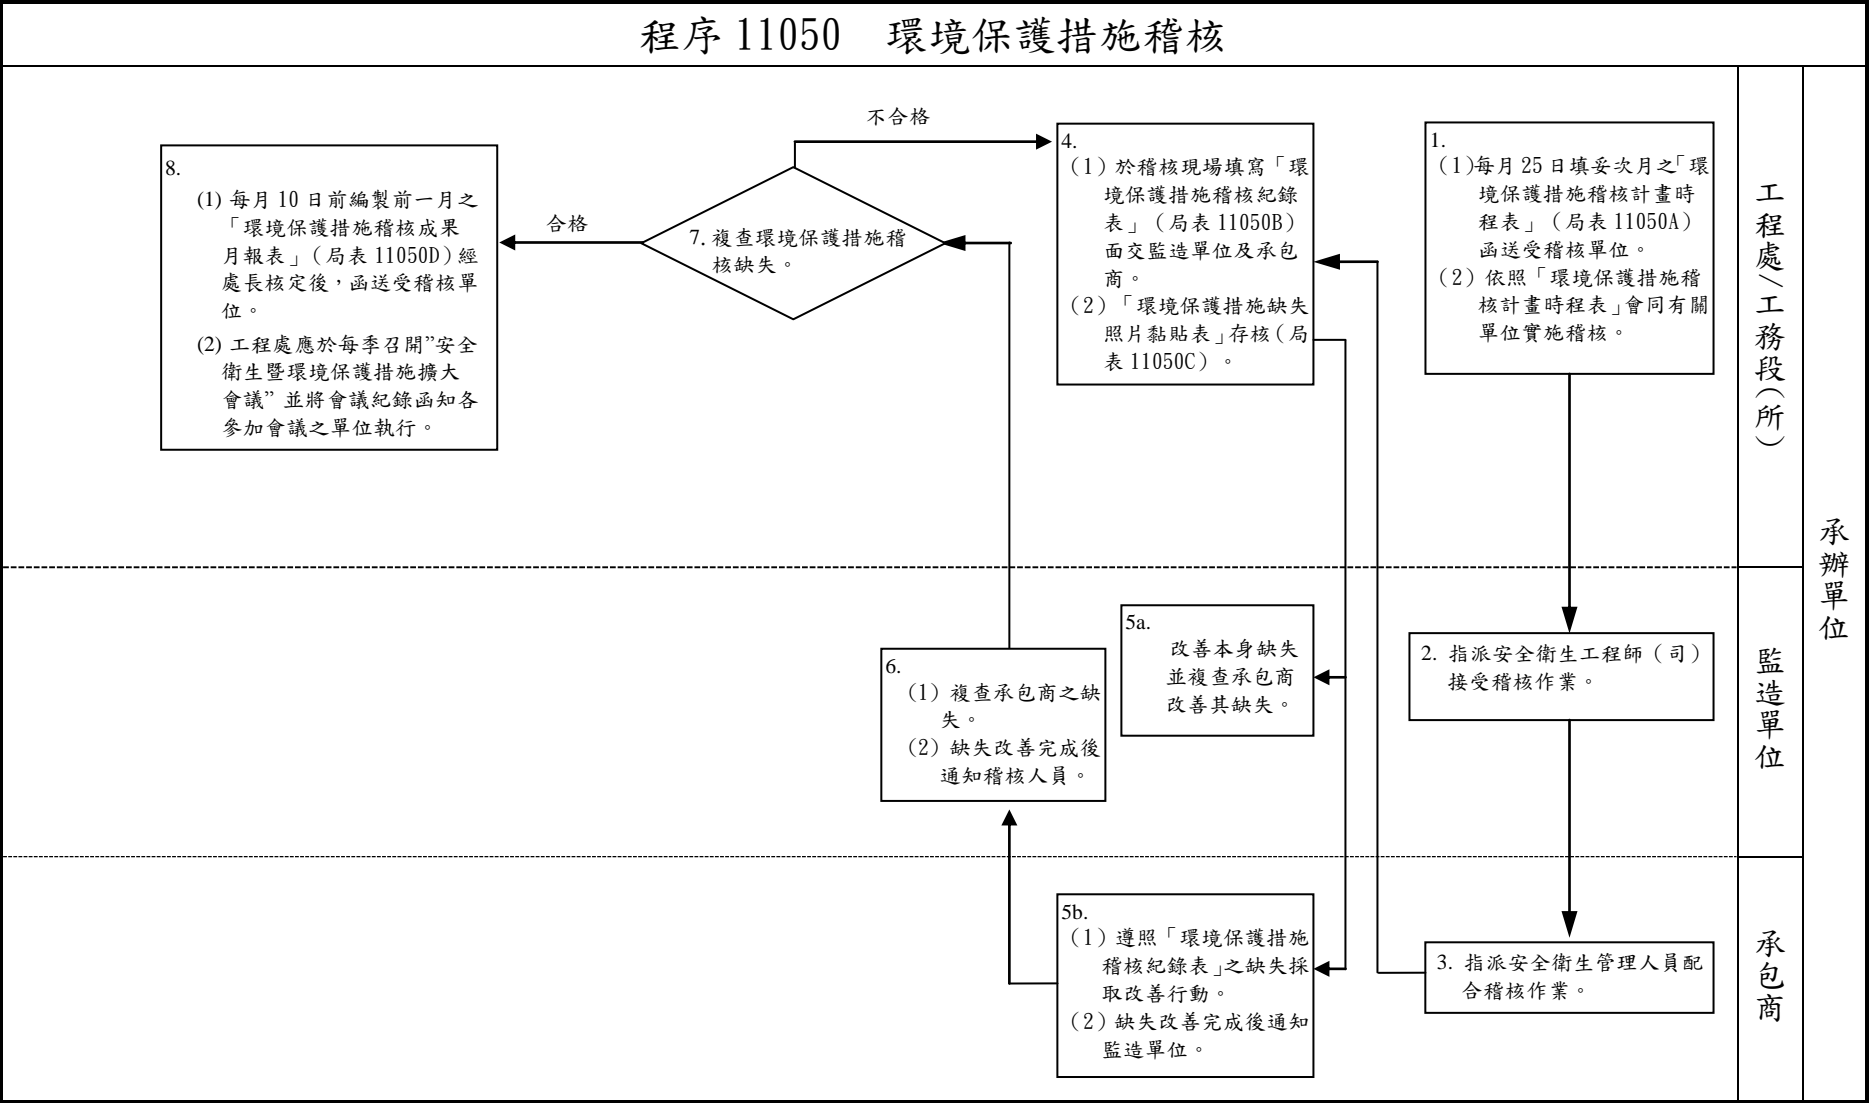 程序 11050　環境保護措施稽核
承辦單位
工程處/工務段(所)
監造單位
承包商
1.
(1)每月 25 日填妥次月之「環
境保護措施稽核計畫時
程表」(局表 11050A)
函送受稽核單位。
(2) 依照「環境保護措施稽
核計畫時程表」會同有關
單位實施稽核。
2. 指派安全衛生工程師(司)
接受稽核作業。
3. 指派安全衛生管理人員配
合稽核作業。
4.
(1) 於稽核現場填寫「環
境保護措施稽核紀錄
表」(局表 11050B)
面交監造單位及承包
商。
(2)「環境保護措施缺失
照片黏貼表」存核(局
表 11050C)。
5a.
改善本身缺失
並複查承包商
改善其缺失。
5b.
(1) 遵照「環境保護措施
稽核紀錄表」之缺失採
取改善行動。
(2) 缺失改善完成後通知
監造單位。
6.
(1) 複查承包商之缺
失。
(2) 缺失改善完成後
通知稽核人員。
7. 複查環境保護措施稽
核缺失。
不合格
合格
8.
(1) 每月 10 日前編製前一月之
「環境保護措施稽核成果
月報表」(局表 11050D)經
處長核定後，函送受稽核單
位。
(2) 工程處應於每季召開”安全
衛生暨環境保護措施擴大
會議” 並將會議紀錄函知各
參加會議之單位執行。